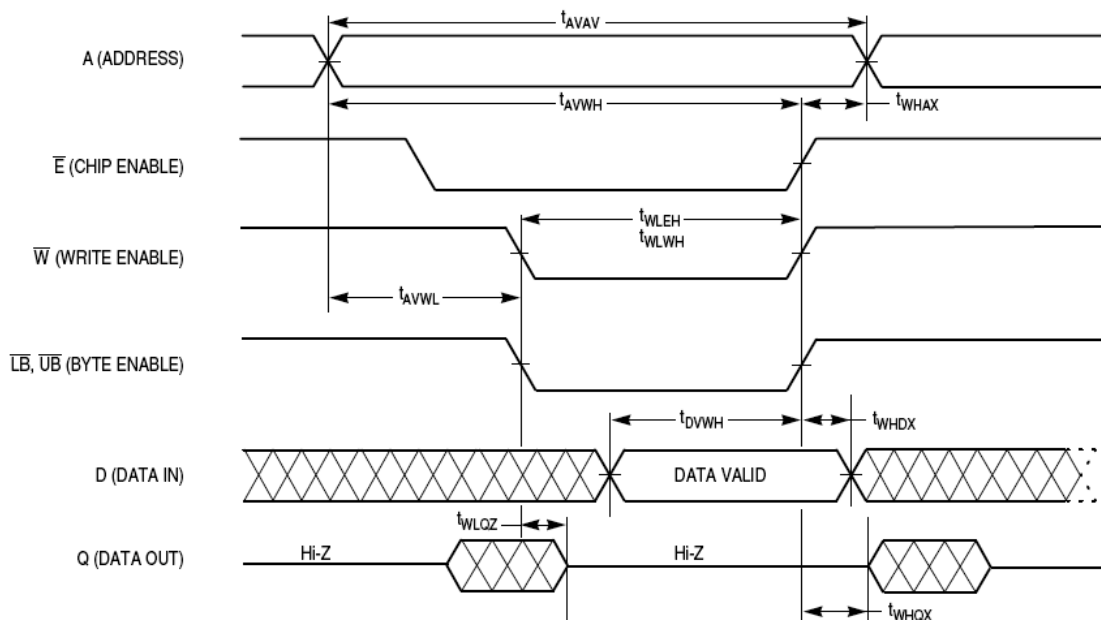 tAVAV
A (ADDRESS)
tAVWH
tWHAX
E (CHIP ENABLE)
tWLEH
tWLWH
W (WRITE ENABLE)
tAVWL
LB, UB (BYTE ENABLE)
tDVWH
tWHDX
D (DATA IN)
DATA VALID
tWLQZ
Q (DATA OUT)
Hi-Z
Hi-Z
tWHQX